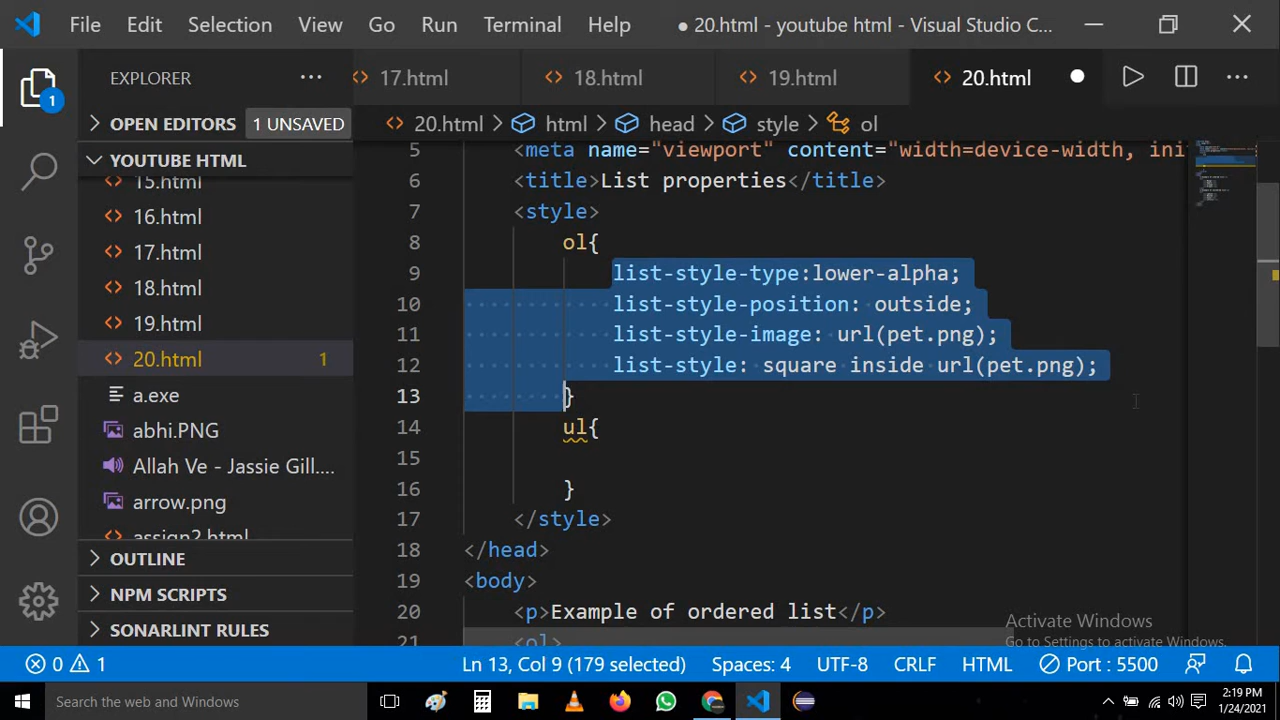 File Edit Selection View Go Run Terminal Help ● 20.html - youtube html - Visual Studio C...
EXPLORER ...
17.html 18.html 19.html 20.html
OPEN EDITORS 1 UNSAVED
20.html > html > head > style > ol
YOUTUBE HTML
15.html
16.html
17.html
18.html
19.html
20.html 1
a.exe
abhi.PNG
Allah Ve - Jassie Gill....
arrow.png
assign2.html
OUTLINE
NPM SCRIPTS
SONARLINT RULES
5 <meta name="viewport" content="width=device-width, ini
6 <title>List properties</title>
7 <style>
8 ol{
9 list-style-type:lower-alpha;
10 list-style-position: outside;
11 list-style-image: url(pet.png);
12 list-style: square inside url(pet.png);
13 }
14 ul{
15
16 }
17 </style>
18 </head>
19 <body>
20 <p>Example of ordered list</p>
21 <ol>
Activate Windows
Go to Settings to activate Windows.
0 1 Ln 13, Col 9 (179 selected) Spaces: 4 UTF-8 CRLF HTML Port : 5500
Search the web and Windows
2:19 PM
1/24/2021